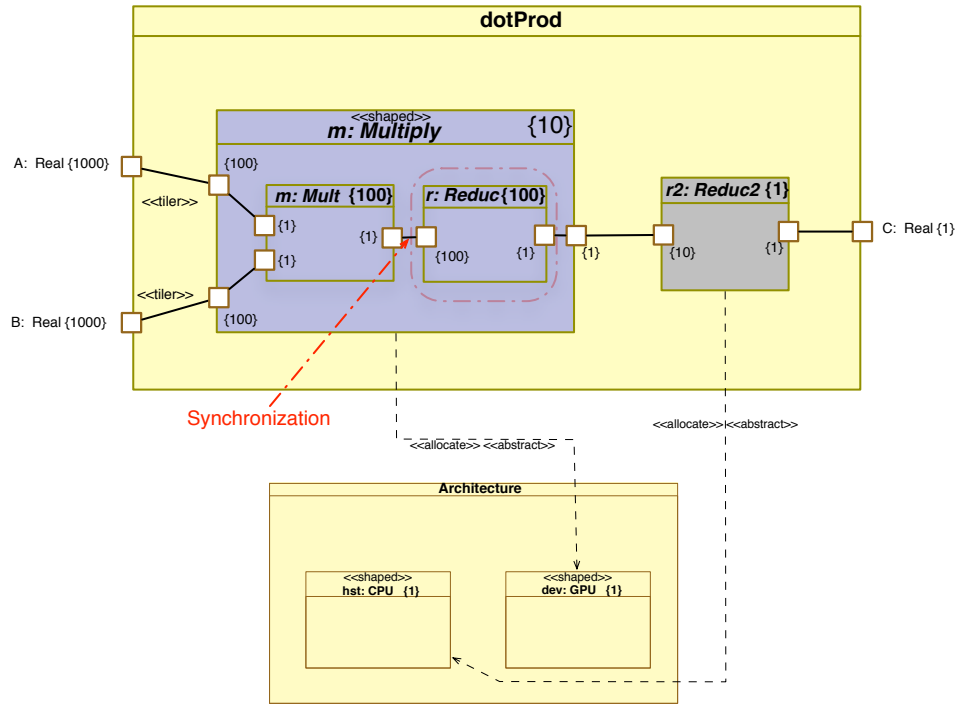 dotProd
<<shaped>>
m: Multiply
{10}
A: Real {1000}
{100}
<<tiler>>
m: Mult {100}
r: Reduc{100}
r2: Reduc2 {1}
{1}
{1}
{1}
{100}
{1}
{1}
{10}
{1}
C: Real {1}
<<tiler>>
B: Real {1000}
{100}
Synchronization
<<allocate>> <<abstract>>
<<allocate>> <<abstract>>
Architecture
<<shaped>>
hst: CPU {1}
<<shaped>>
dev: GPU {1}